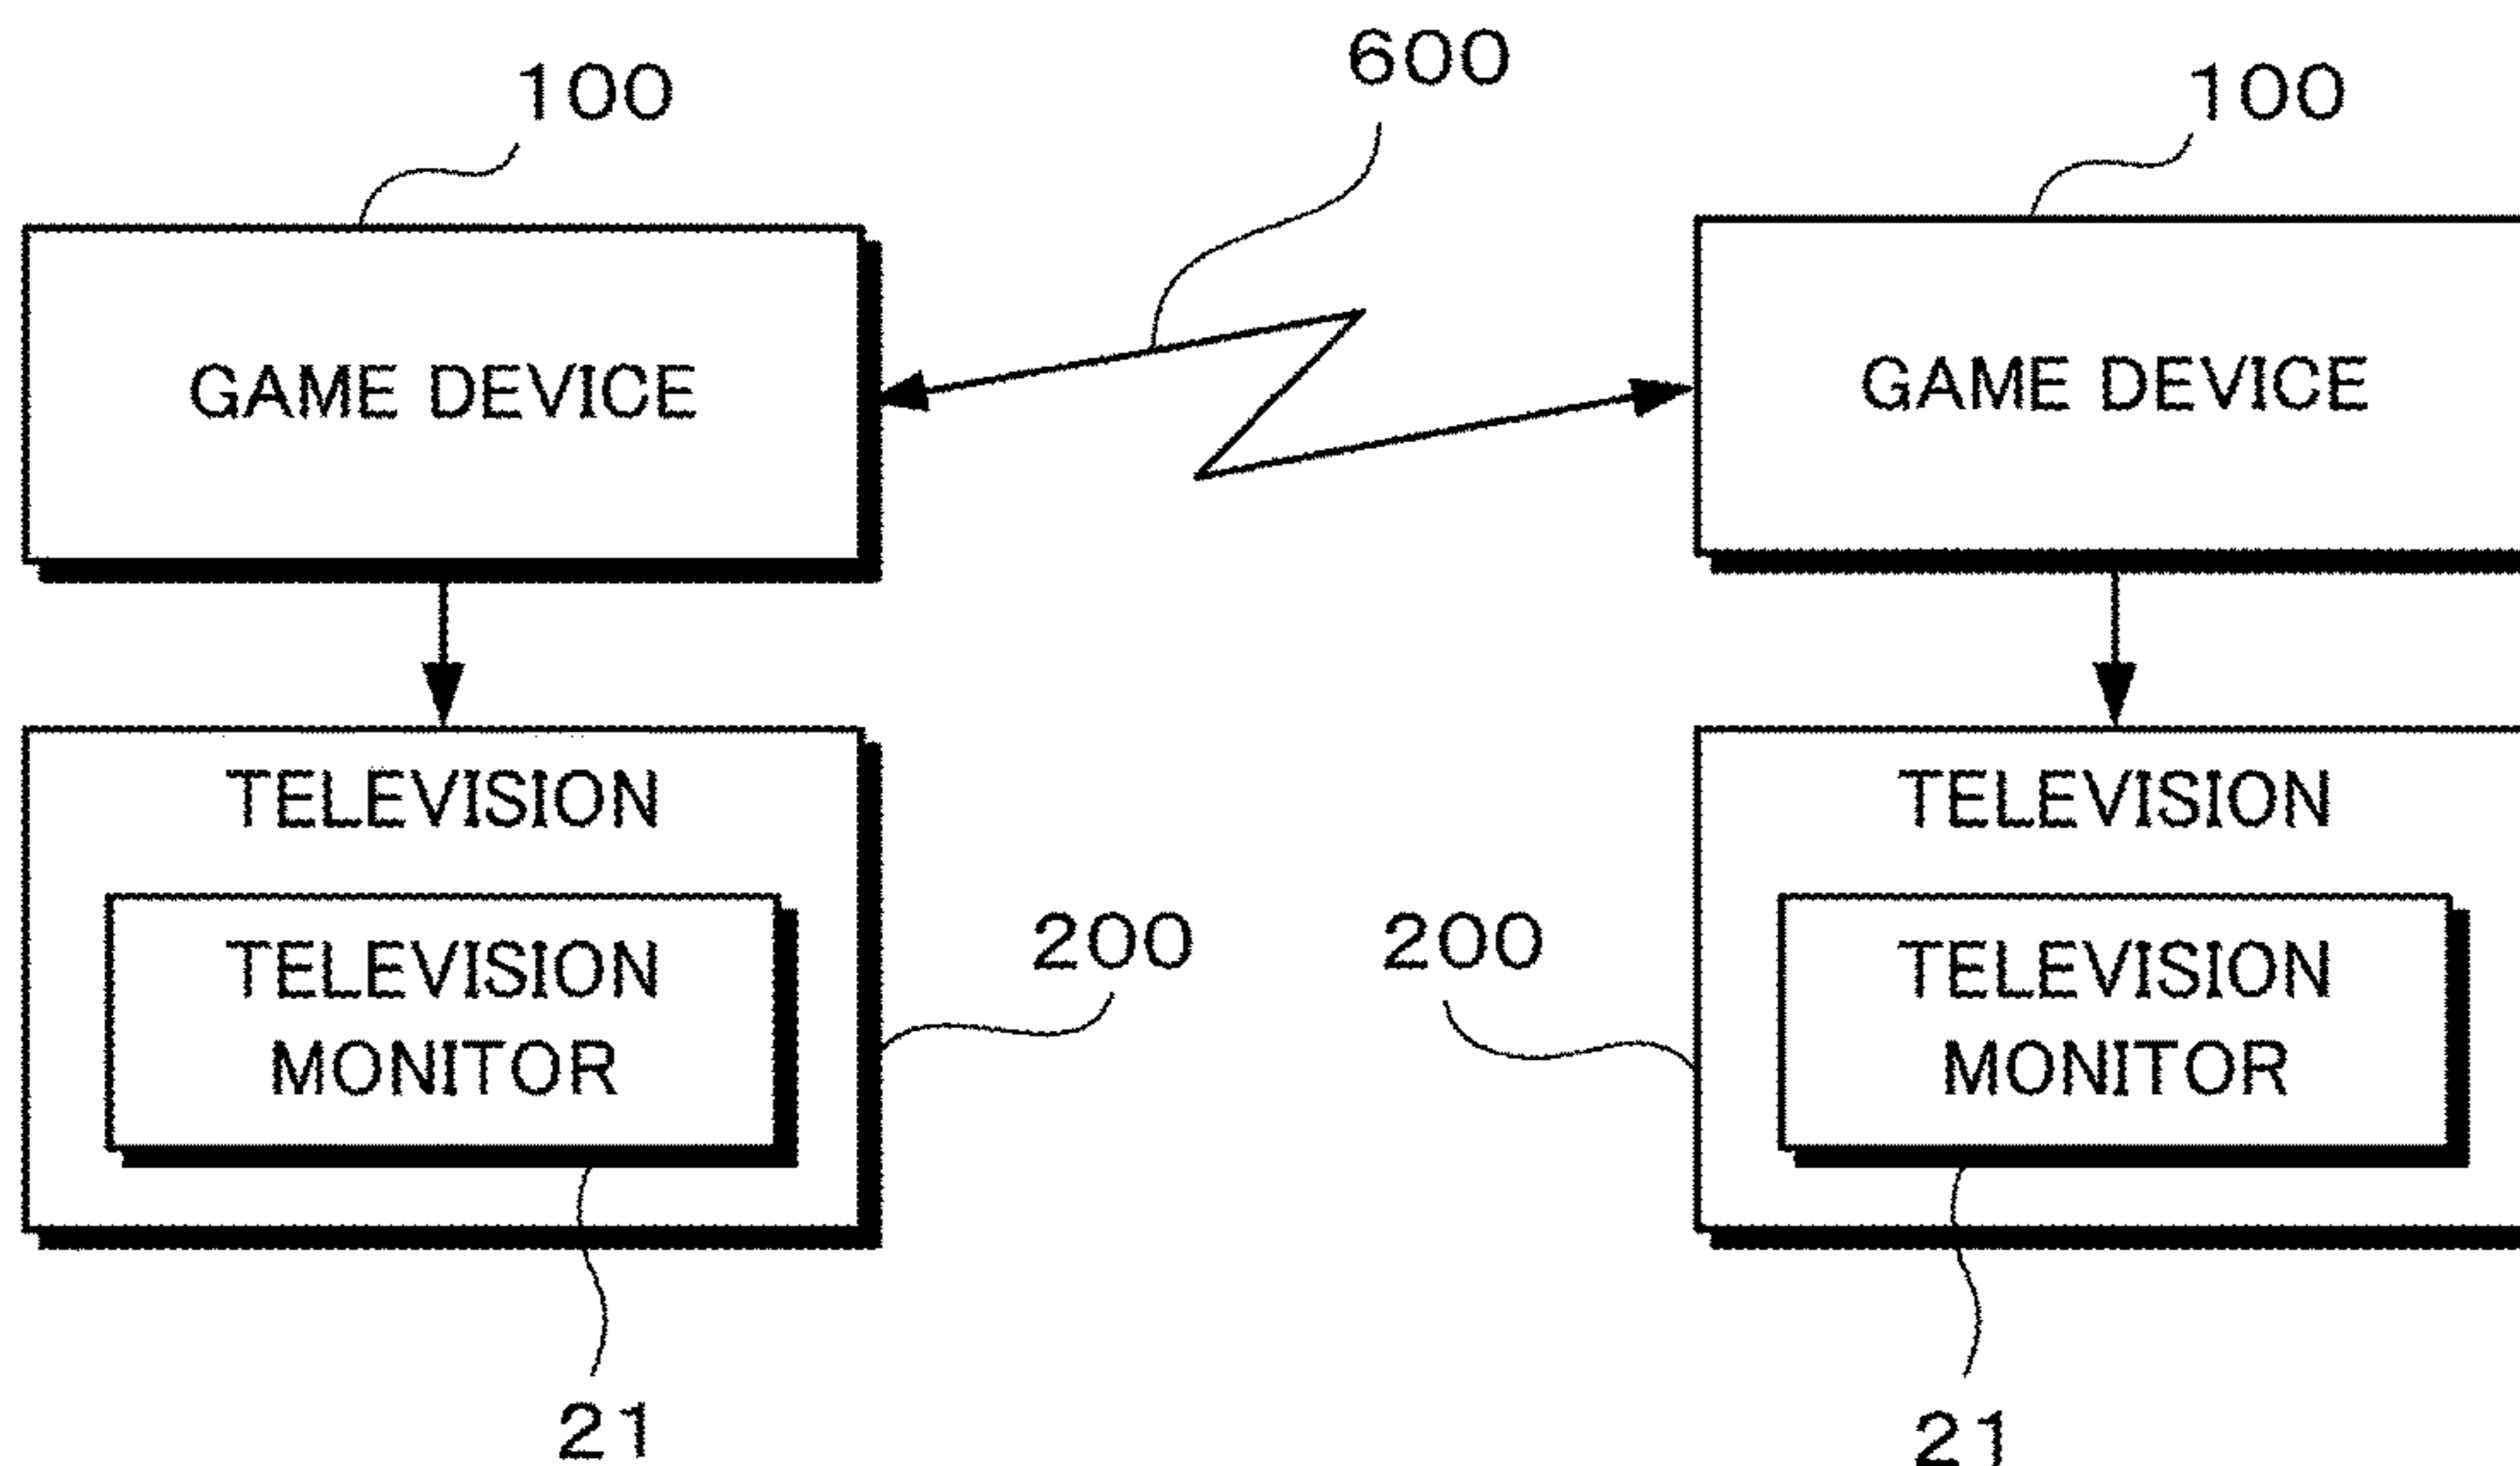 600
100
100
GAME DEVICE
GAME DEVICE
TELEVISION
TELEVISION
TELEVISION
MONITOR
200
200
TELEVISION
MONITOR
21
21